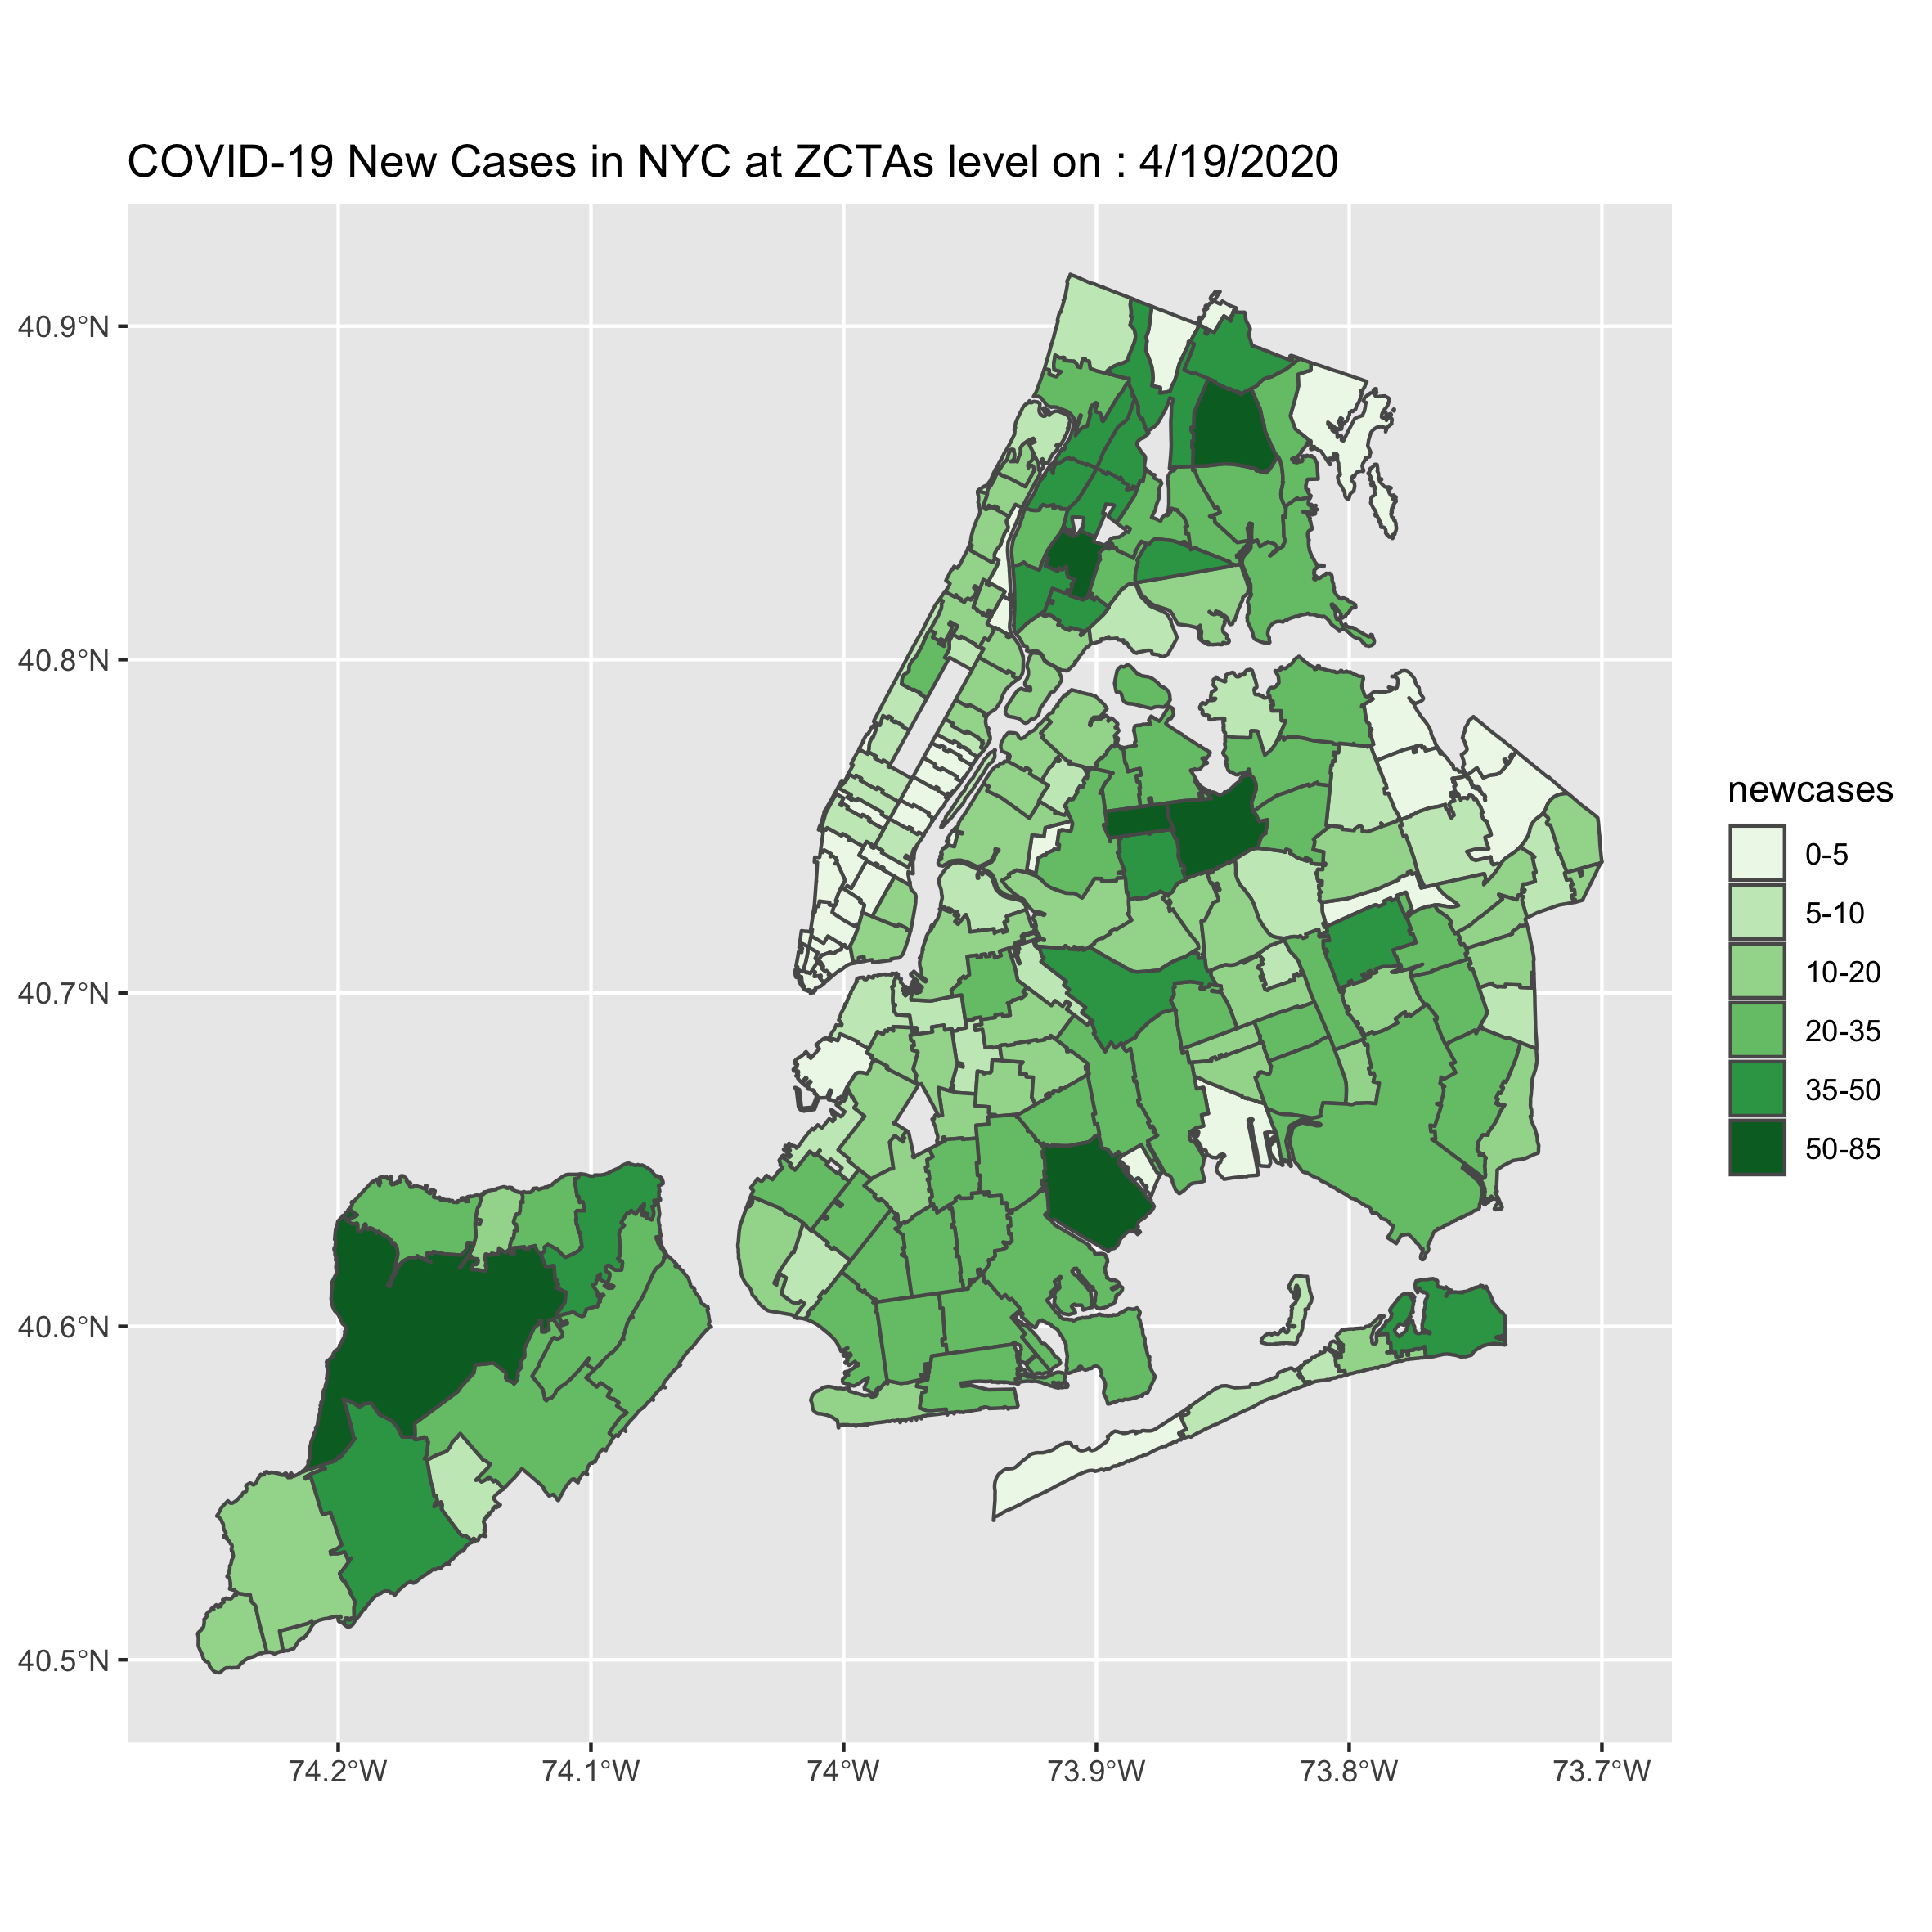 COVID-19 New Cases in NYC at ZCTAs level on : 4/19/2020
40.9°N
40.8°N
40.7°N
40.6°N
40.5°N
74.2°W
74.1°W
74°W
73.9°W
73.8°W
73.7°W
newcases
0-5
5-10
10-20
20-35
35-50
50-85